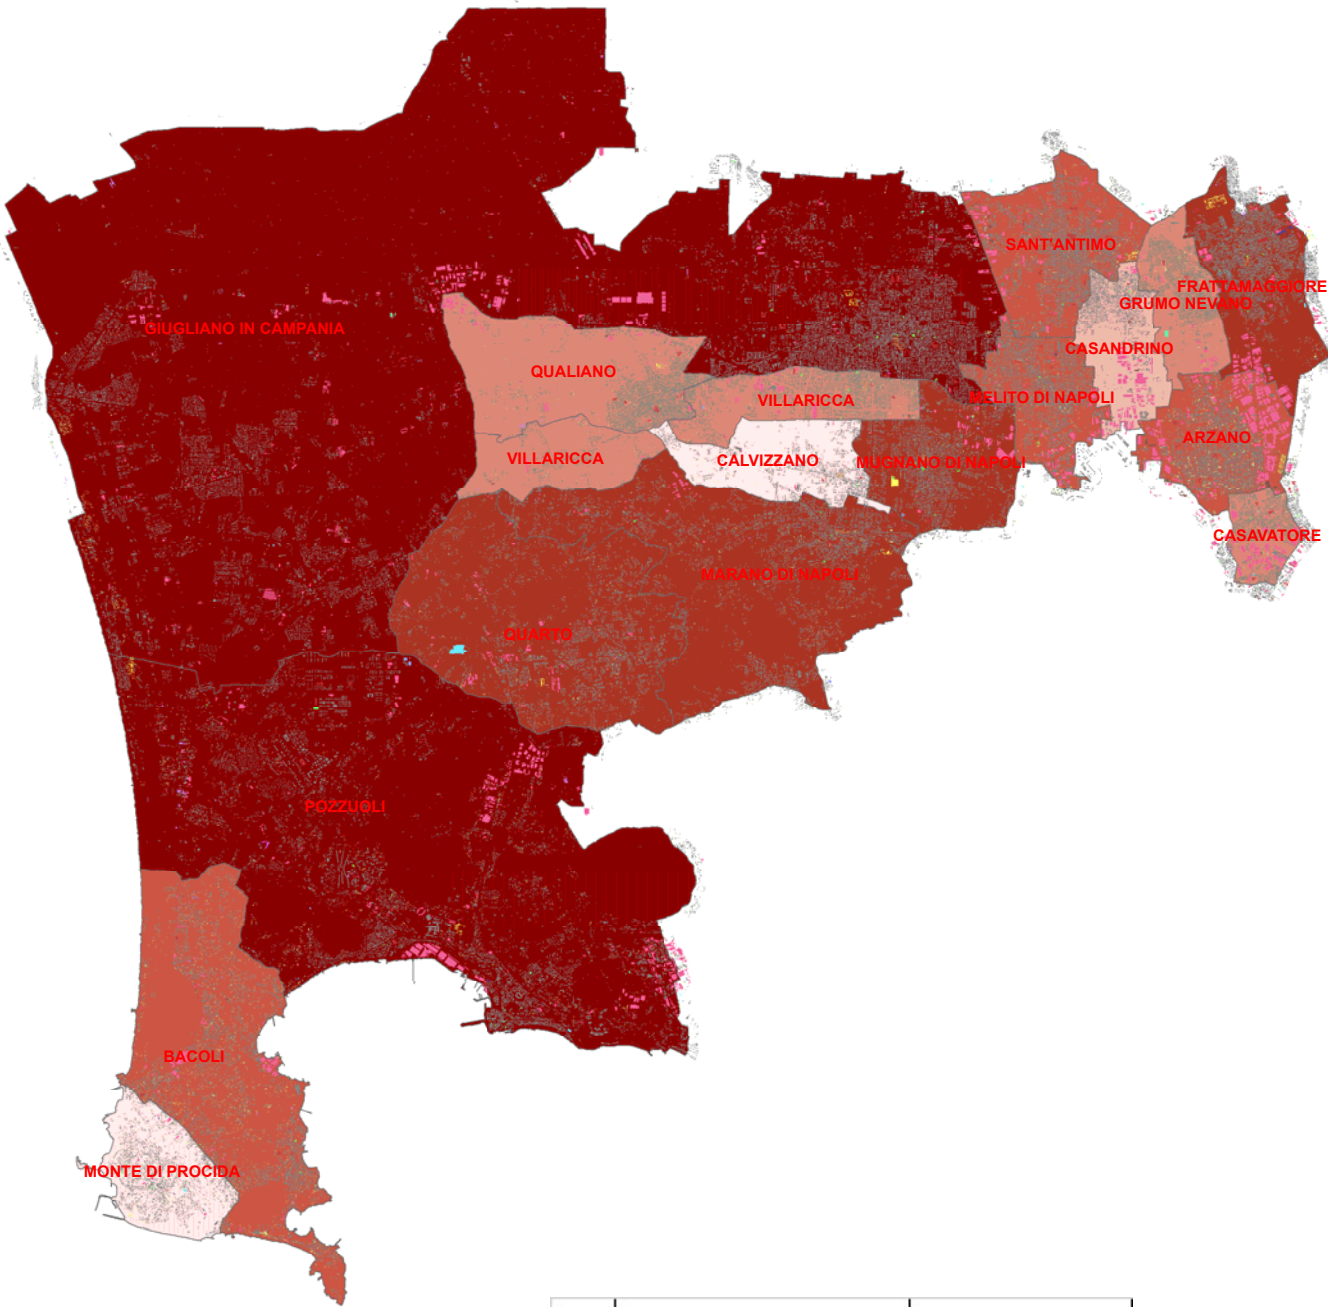 SANT'ANTIMO
FRATTAMAGGIORE
GRUMO NEVANO
GIUGLIANO IN CAMPANIA
CASANDRINO
QUALIANO
MELITO DI NAPOLI
VILLARICCA
ARZANO
VILLARICCA
CALVIZZANO
MUGNANO DI NAPOLI
CASAVATORE
MARANO DI NAPOLI
QUARTO
POZZUOLI
BACOLI
MONTE DI PROCIDA